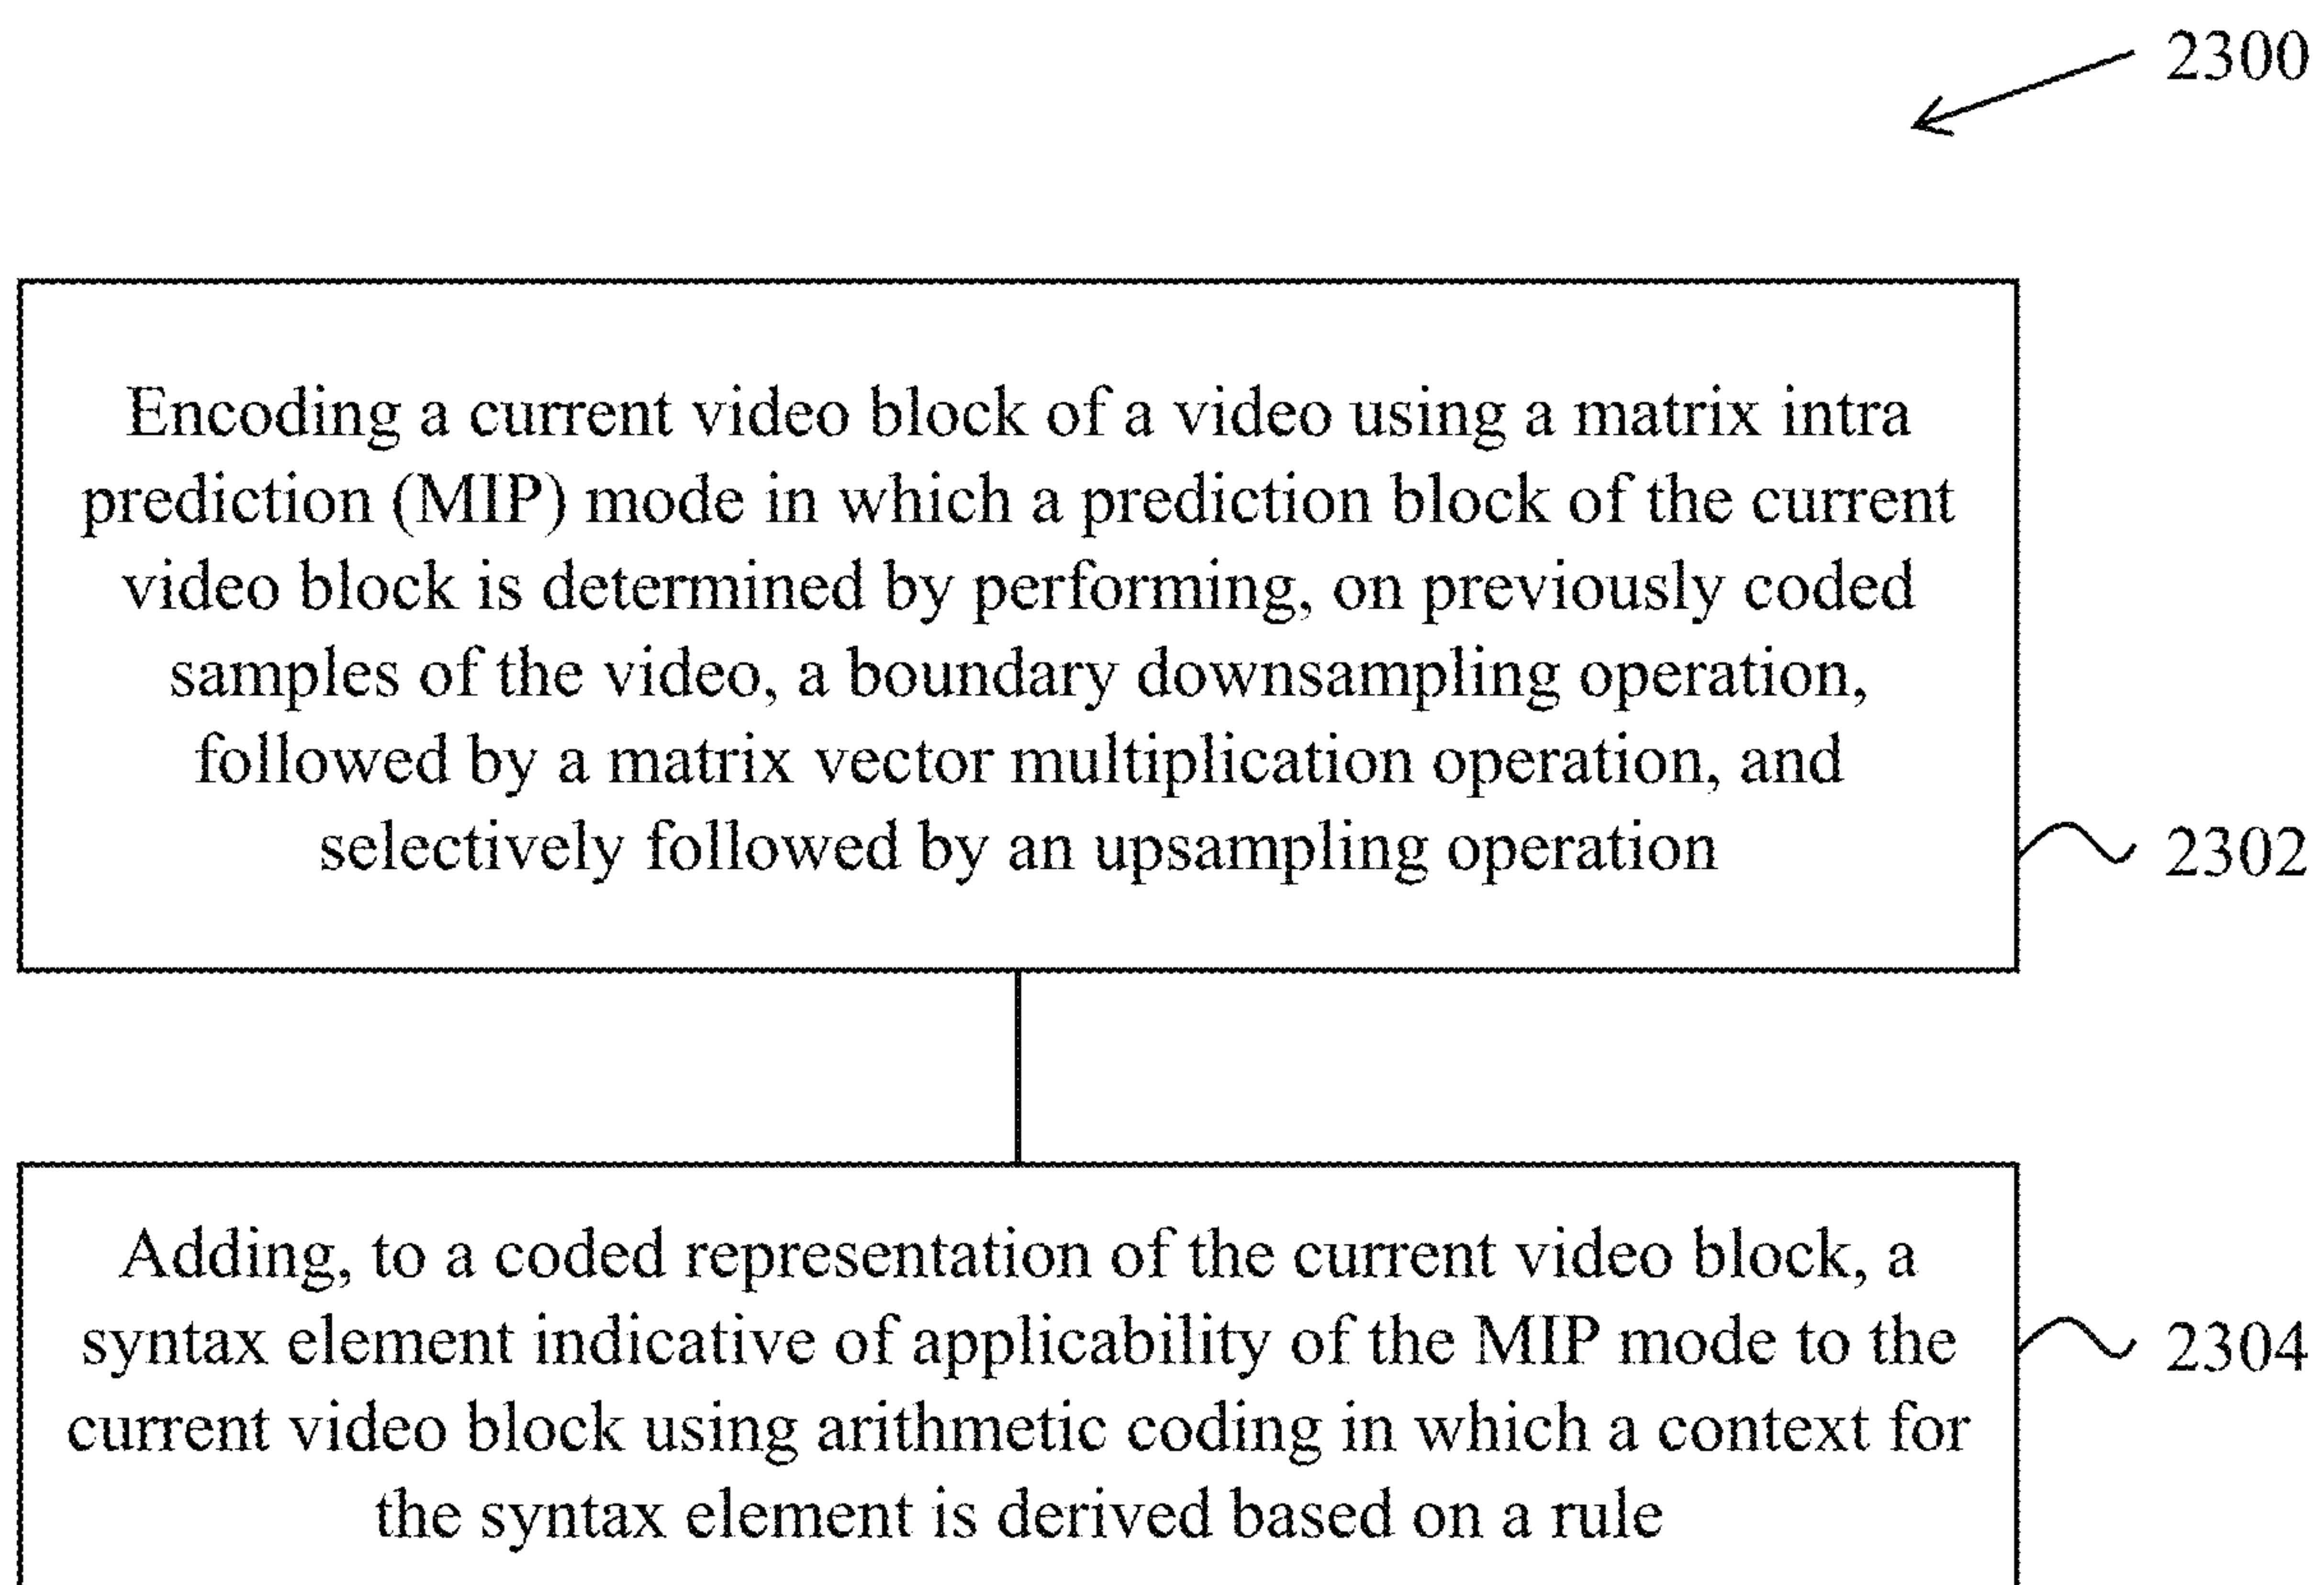 2300
Encoding a current video block of a video using a matrix intra
prediction (MIP) mode in which a prediction block of the current
video block is determined by performing, on previously coded
samples of the video, a boundary downsampling operation,
followed by a matrix vector multiplication operation, and
selectively followed by an upsampling operation
2302
Adding, to a coded representation of the current video block, a
syntax element indicative of applicability of the MIP mode to the
2304
current video block using arithmetic coding in which a context for
the syntax element is derived based on a rule